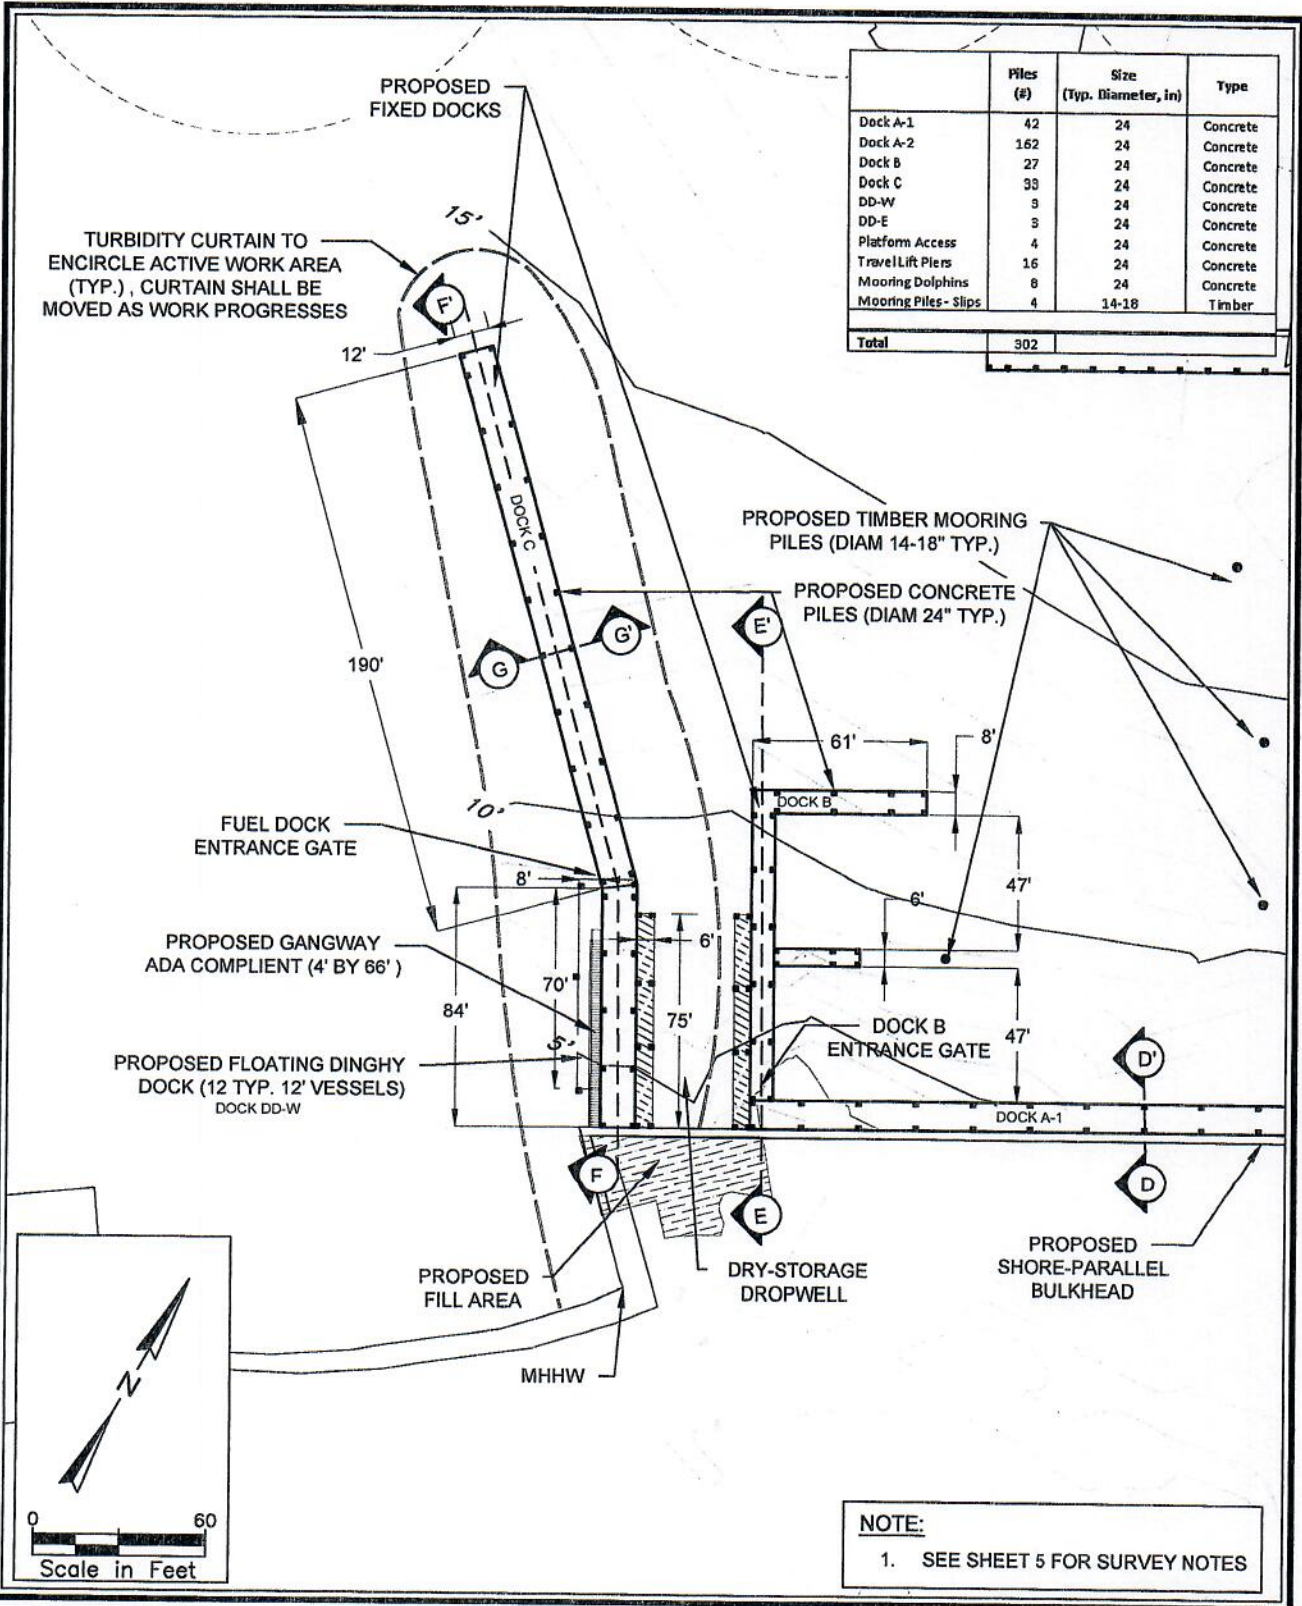 PROPOSED
FIXED DOCKS
Piles
(#)
Size
(Typ. Diameter, in)
Type
Dock A-1 42 24 Concrete
Dock A-2 162 24 Concrete
Dock B 27 24 Concrete
Dock C 33 24 Concrete
DD-W 3 24 Concrete
DD-E 3 24 Concrete
Platform Access 4 24 Concrete
Travel Lift Piers 16 24 Concrete
Mooring Dolphins 8 24 Concrete
Mooring Piles - Slips 4 14-18 Timber
Total 302
15'
TURBIDITY CURTAIN TO
ENCIRCLE ACTIVE WORK AREA
(TYP.) , CURTAIN SHALL BE
MOVED AS WORK PROGRESSES
F'
12'
DOCK C
PROPOSED TIMBER MOORING
PILES (DIAM 14-18" TYP.)
PROPOSED CONCRETE
PILES (DIAM 24" TYP.)
E'
G'
G
190'
61'
8'
DOCK B
10'
FUEL DOCK
ENTRANCE GATE
8'
47'
6'
PROPOSED GANGWAY
ADA COMPLIENT (4' BY 66' )
6'
70'
84'
75'
5'
47'
DOCK B
ENTRANCE GATE
D'
PROPOSED FLOATING DINGHY
DOCK (12 TYP. 12' VESSELS)
DOCK DD-W
DOCK A-1
F
E
D
PROPOSED
FILL AREA
DRY-STORAGE
DROPWELL
PROPOSED
SHORE-PARALLEL
BULKHEAD
MHHW
N
0 60
Scale in Feet
NOTE:
1. SEE SHEET 5 FOR SURVEY NOTES